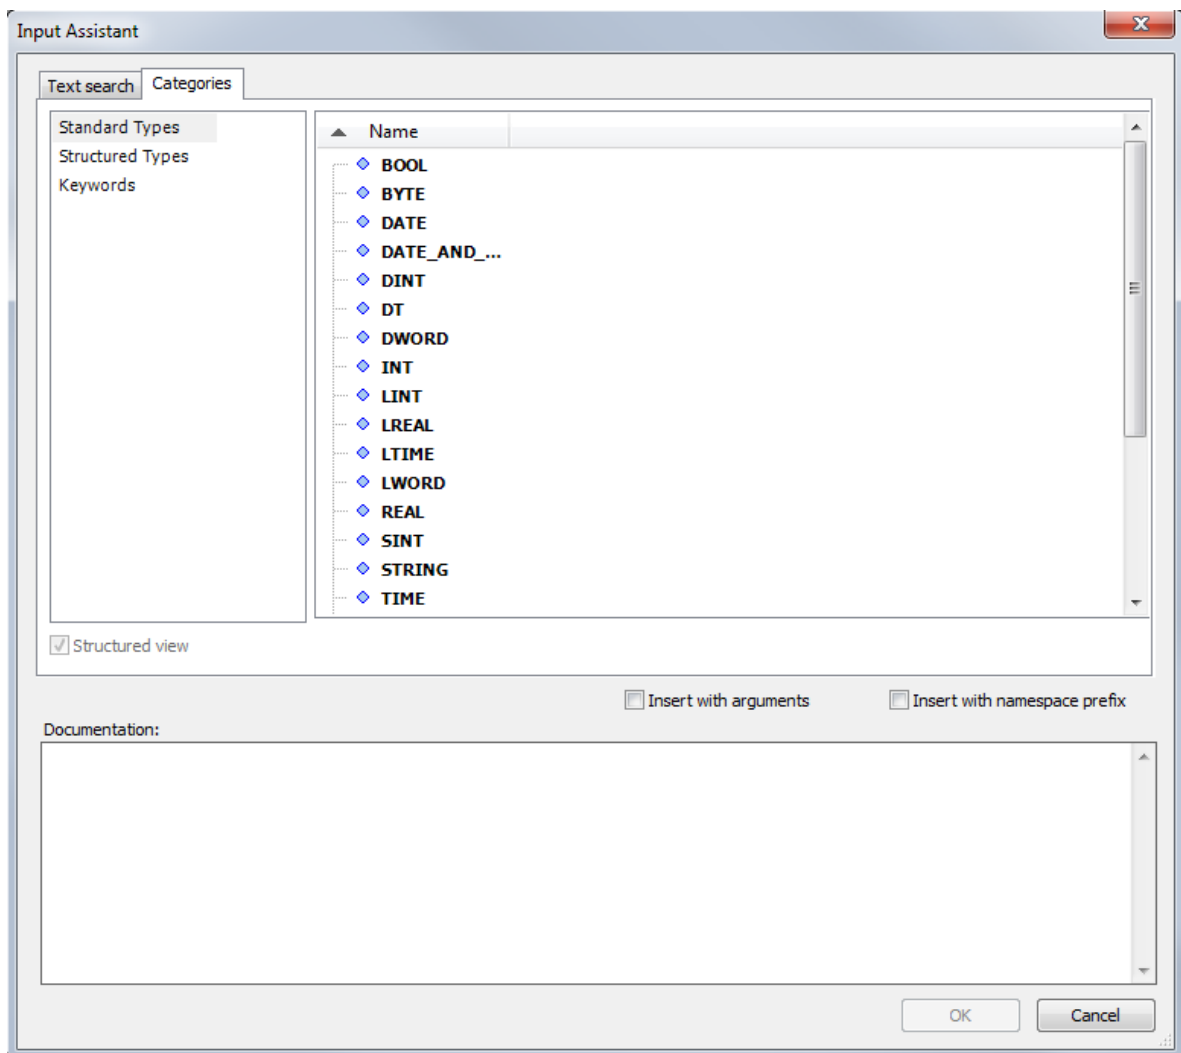 Input Assistant
Text search
Categories
Standard Types
Structured Types
Keywords
Name
BOOL
BYTE
DATE
DATE_AND_...
DINT
DT
DWORD
INT
LINT
LREAL
LTIME
LWORD
REAL
SINT
STRING
TIME
Structured view
Insert with arguments
Insert with namespace prefix
Documentation:
OK
Cancel